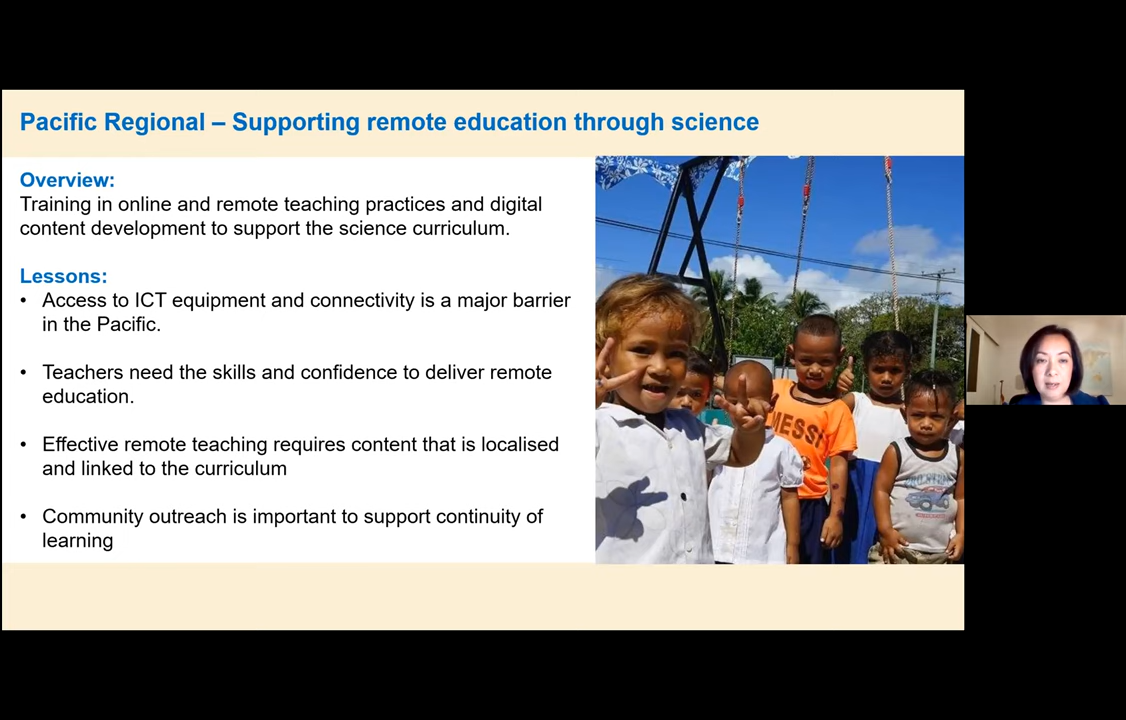 Pacific Regional – Supporting remote education through science
Overview:
Training in online and remote teaching practices and digital
content development to support the science curriculum.
Lessons:
• Access to ICT equipment and connectivity is a major barrier
in the Pacific.
• Teachers need the skills and confidence to deliver remote
education.
• Effective remote teaching requires content that is localised
and linked to the curriculum
• Community outreach is important to support continuity of
learning
MESSI